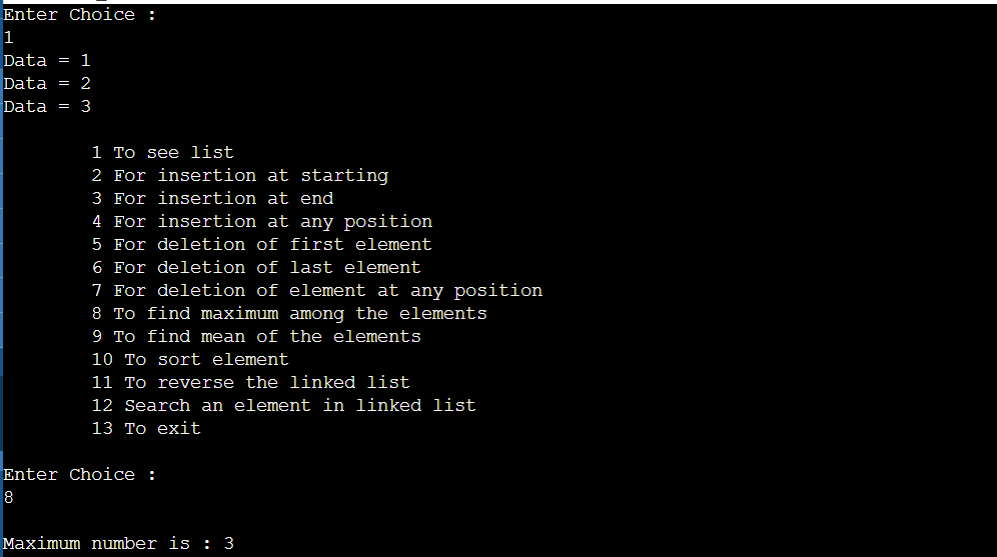 Enter Choice :
1
Data = 1
Data = 2
Data = 3
1 To see list
2 For insertion at starting
3 For insertion at end
4 For insertion at any position
5 For deletion of first element
6 For deletion of last element
7 For deletion of element at any position
8 To find maximum among the elements
9 To find mean of the elements
10 To sort element
11 To reverse the linked list
12 Search an element in linked list
13 To exit
Enter Choice :
8
Maximum number is : 3